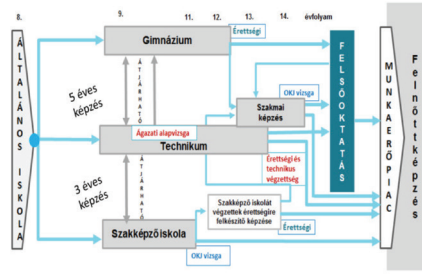 8.
9.
11.
12.
13.
14.
évfolyam
ÁLTALÁNOS ISKOLA
Gimnázium
Érettségi
FELSŐOKTATÁS
MUNKAERŐPIAC
Felnőttképzés
5 éves
képzés
ÁTJÁRHATÓ
OKJ vizsga
Szakmai
képzés
Ágazati alapvizsga
Technikum
Érettségi és
technikus
végzettség
3 éves
képzés
ÁTJÁRHATÓ
Szakképző iskolát
végzettek érettségire
felkészítő képzése
Érettségi
Szakképző iskola
OKJ vizsga